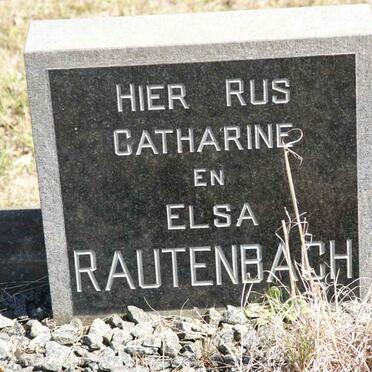 HIER RUS
CATHARINE
EN
ELSA
RAUTENBACH